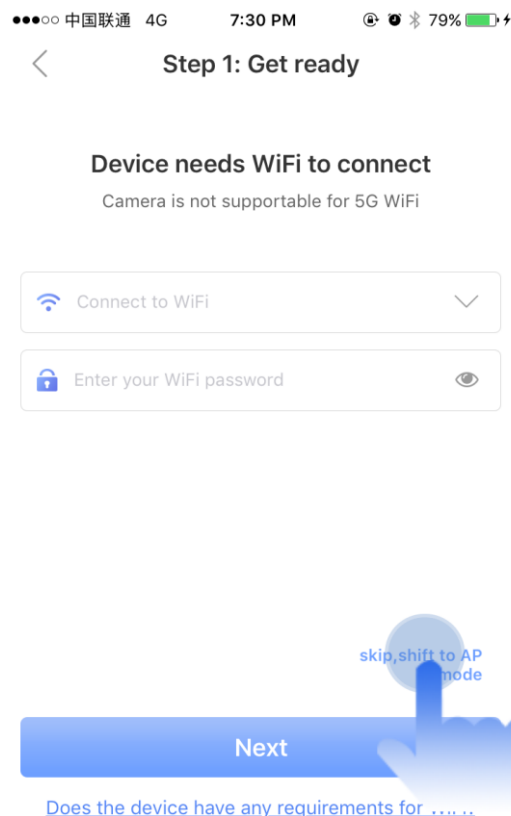 中国联通 4G 7:30 PM 79%
Step 1: Get ready
Device needs WiFi to connect
Camera is not supportable for 5G WiFi
Connect to WiFi
Enter your WiFi password
skip,shift to AP
mode
Next
Does the device have any requirements for